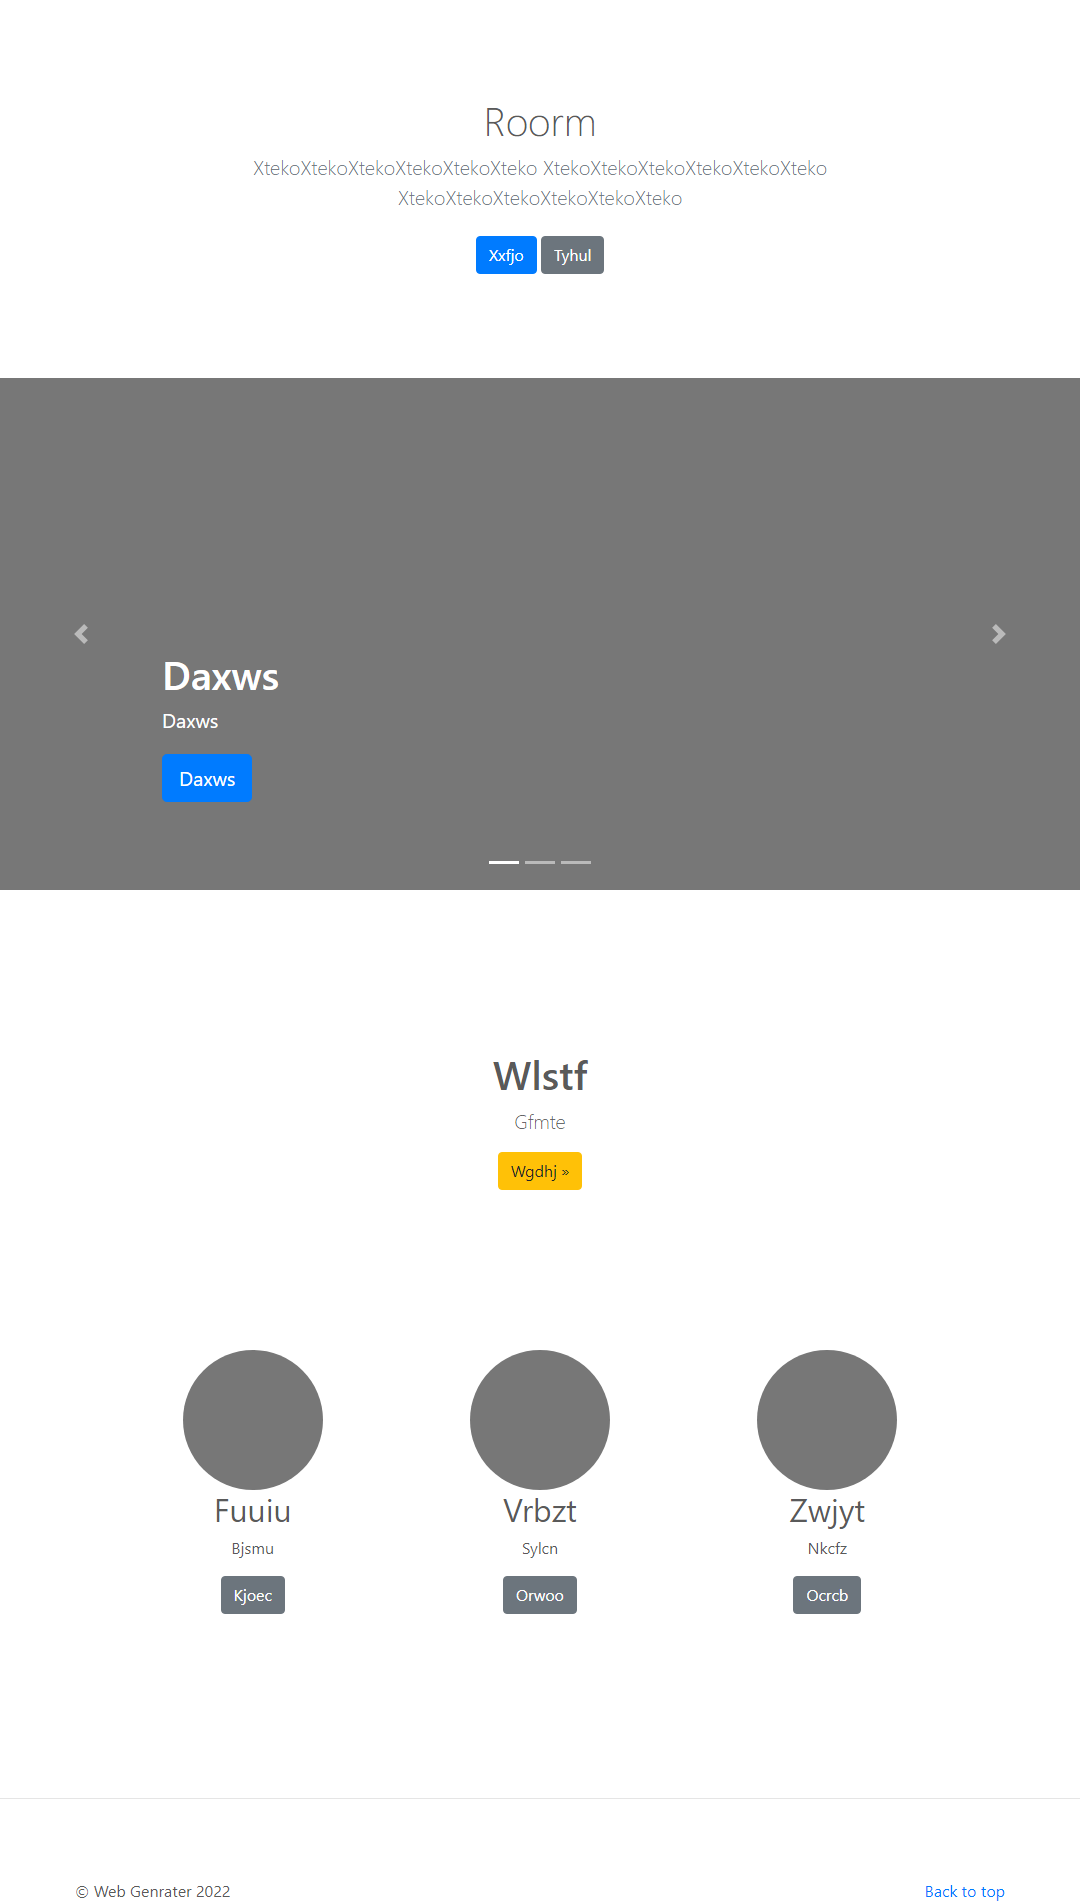 Roorm
XtekoXtekoXtekoXtekoXtekoXteko XtekoXtekoXtekoXtekoXtekoXteko
XtekoXtekoXtekoXtekoXtekoXteko
Xxfjo Tyhul
Daxws
Daxws
Daxws
Wlstf
Gfmte
Wgdhj »
Fuuiu Vrbzt Zwjyt
Bjsmu Sylcn Nkcfz
Kjoec Orwoo Ocrcb
© Web Genrater 2022 Back to top